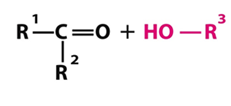 R¹—C=O + HO—R³
R²